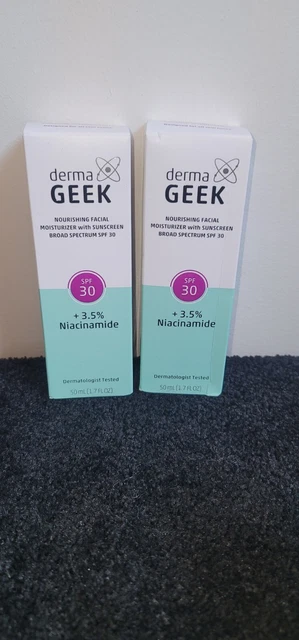 derma
GEEK
NOURISHING FACIAL
MOISTURIZER with SUNSCREEN
BROAD SPECTRUM SPF 30
SPF
30
+ 3.5%
Niacinamide
Dermatologist Tested
50 mL (1.7 fl.oz)
derma
GEEK
NOURISHING FACIAL
MOISTURIZER with SUNSCREEN
BROAD SPECTRUM SPF 30
SPF
30
+ 3.5%
Niacinamide
Dermatologist Tested
50 mL (1.7 fl.oz)